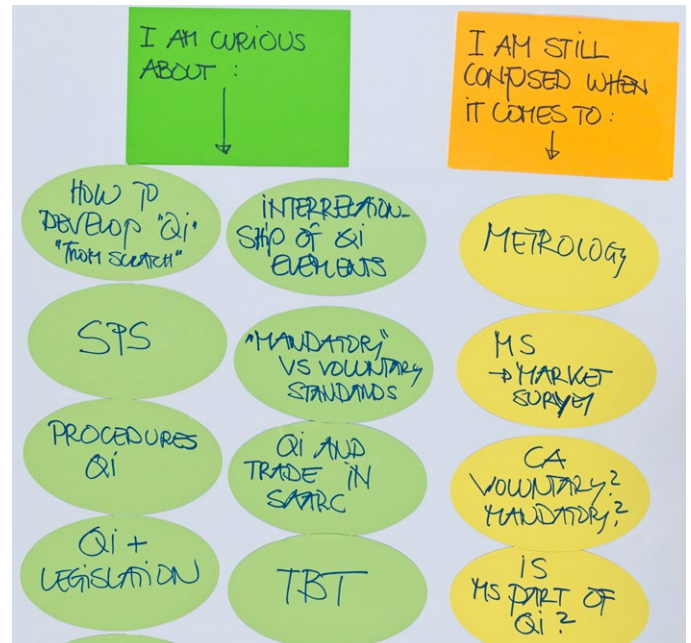 I AM CURIOUS
ABOUT :
I AM STILL
CONFUSED WHEN
IT COMES TO :
HOW TO
DEVELOP "Qi"
"FROM SCRATCH"
SPS
PROCEDURES
Qi
Qi +
LEGISLATION
INTERRELATION-
SHIP OF Qi
ELEMENTS
"MANDATORY"
VS VOLUNTARY
STANDARDS
Qi AND
TRADE IN
SAARC
TBT
METROLOGY
MS
→ MARKET
SURVEY
CA
VOLUNTARY?
MANDATORY?
IS
MS PART OF
Qi?